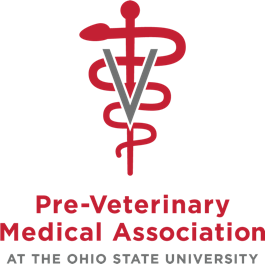 V
Pre-Veterinary
Medical Association
AT THE OHIO STATE UNIVERSITY